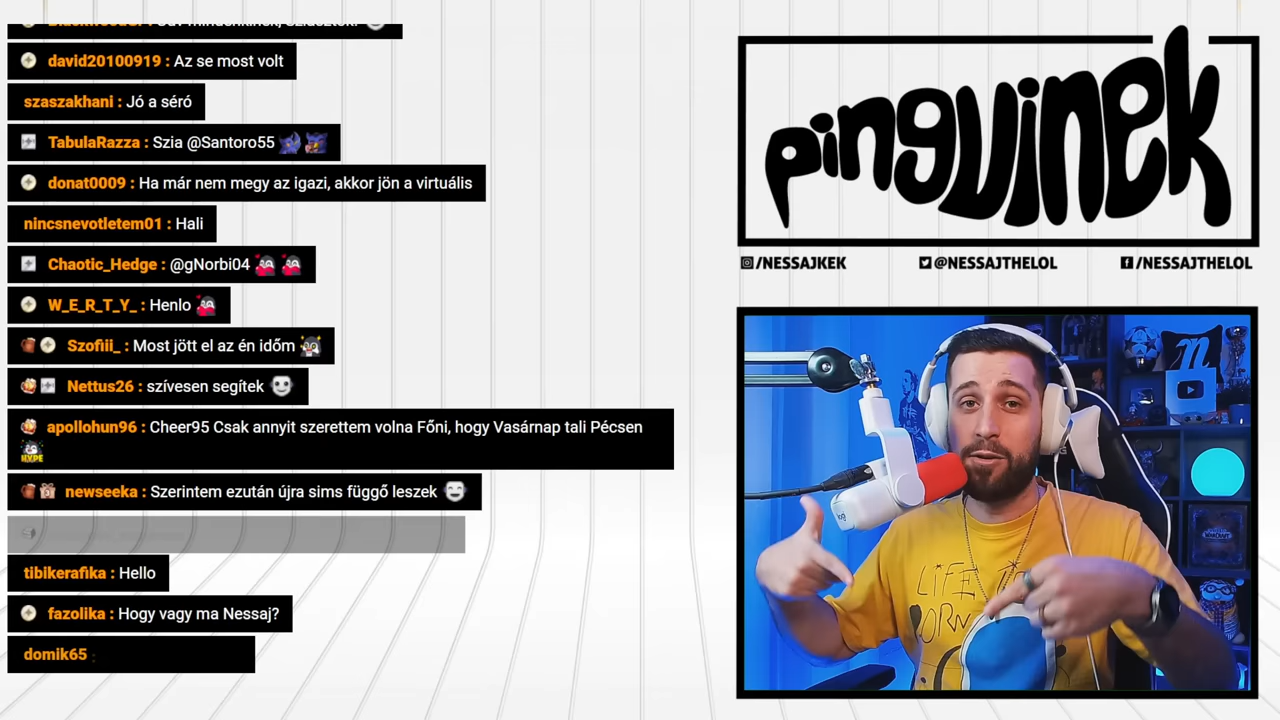 david20100919 : Az se most volt
szaszakhani : Jó a séró
TabulaRazza : Szia @Santoro55
donat0009 : Ha már nem megy az igazi, akkor jön a virtuális
nincsnevotletem01 : Hali
Chaotic_Hedge : @gNorbi04
W_E_R_T_Y_ : Henlo
Szofiii_ : Most jött el az én időm
Nettus26 : szívesen segítek
apollohun96 : Cheer95 Csak annyit szerettem volna Főni, hogy Vasárnap tali Pécsen
HYPE
newseeka : Szerintem ezután újra sims függő leszek
tibikerafika : Hello
fazolika : Hogy vagy ma Nessaj?
domik65 :
pingvinek
/NESSAJKEK
@NESSAJTHELOL
/NESSAJTHELOL
LIFE
n